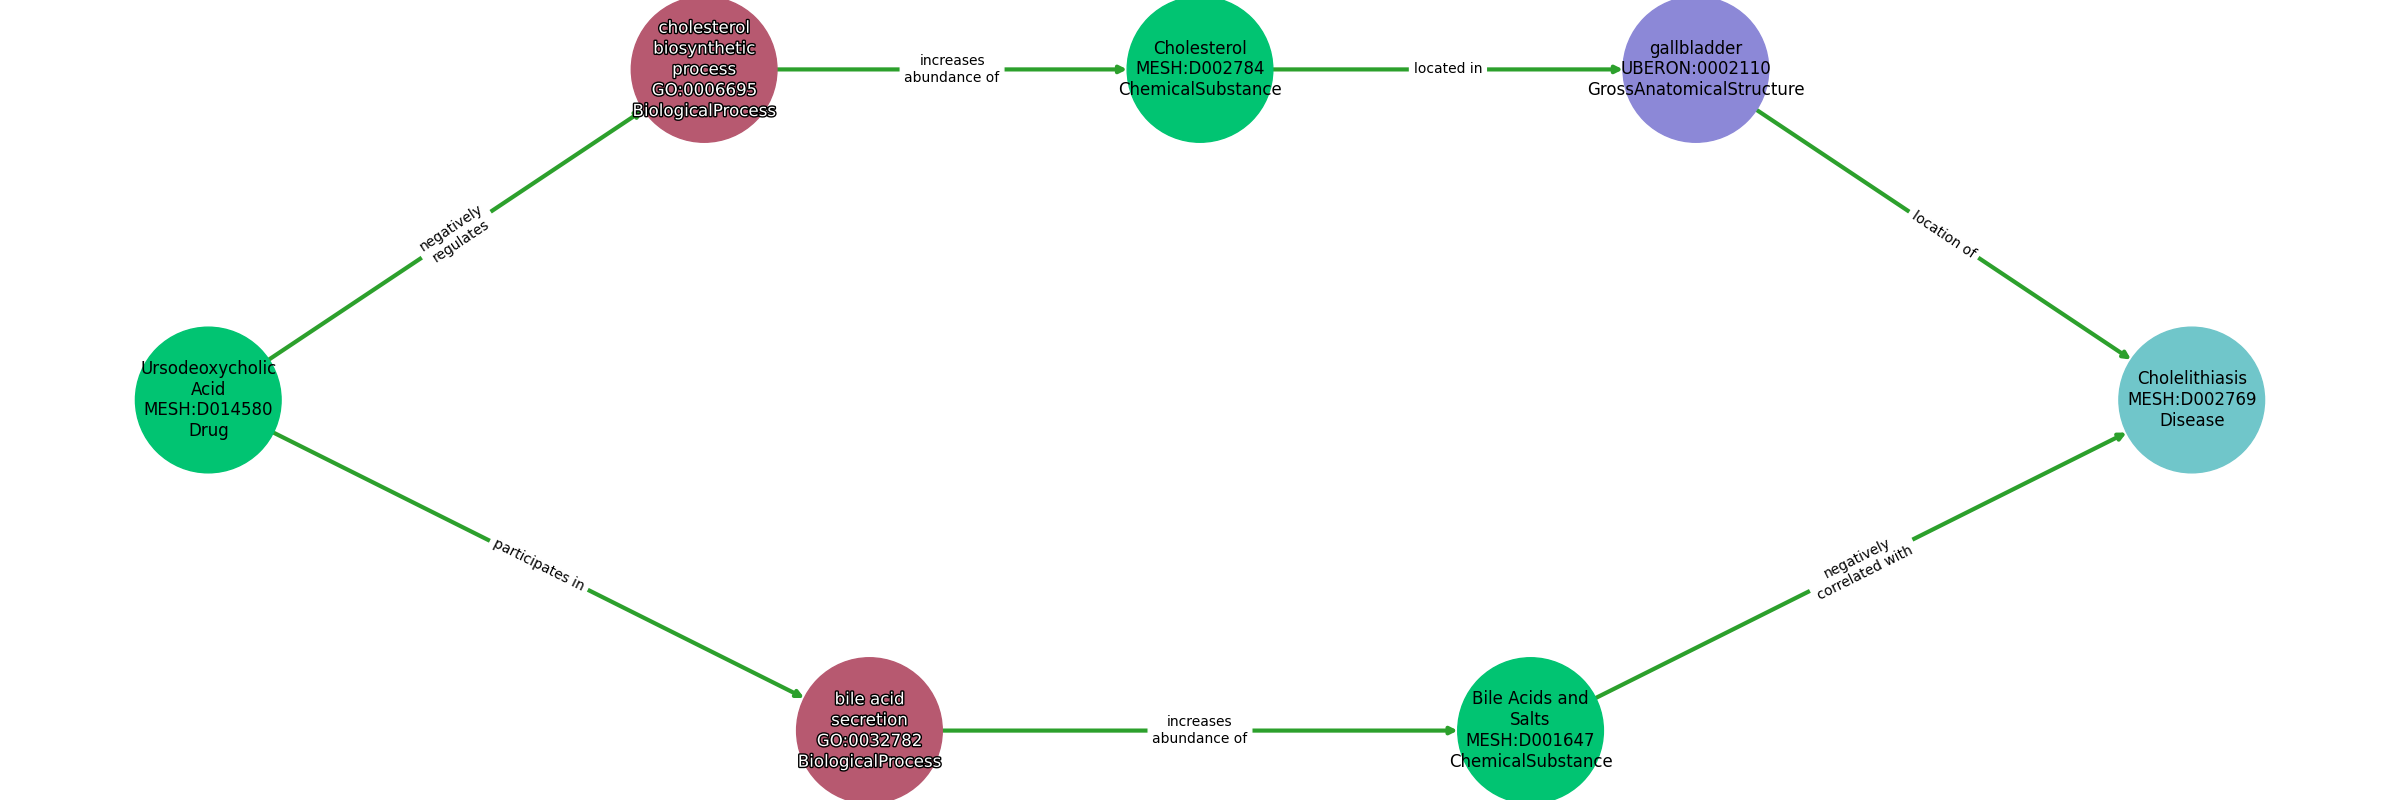 cholesterol
biosynthetic
process
GO:0006695
BiologicalProcess
increases
abundance of
Cholesterol
MESH:D002784
ChemicalSubstance
located in
gallbladder
UBERON:0002110
GrossAnatomicalStructure
negatively
regulates
location of
Ursodeoxycholic
Acid
MESH:D014580
Drug
Cholelithiasis
MESH:D002769
Disease
participates in
negatively
correlated with
bile acid
secretion
GO:0032782
BiologicalProcess
increases
abundance of
Bile Acids and
Salts
MESH:D001647
ChemicalSubstance